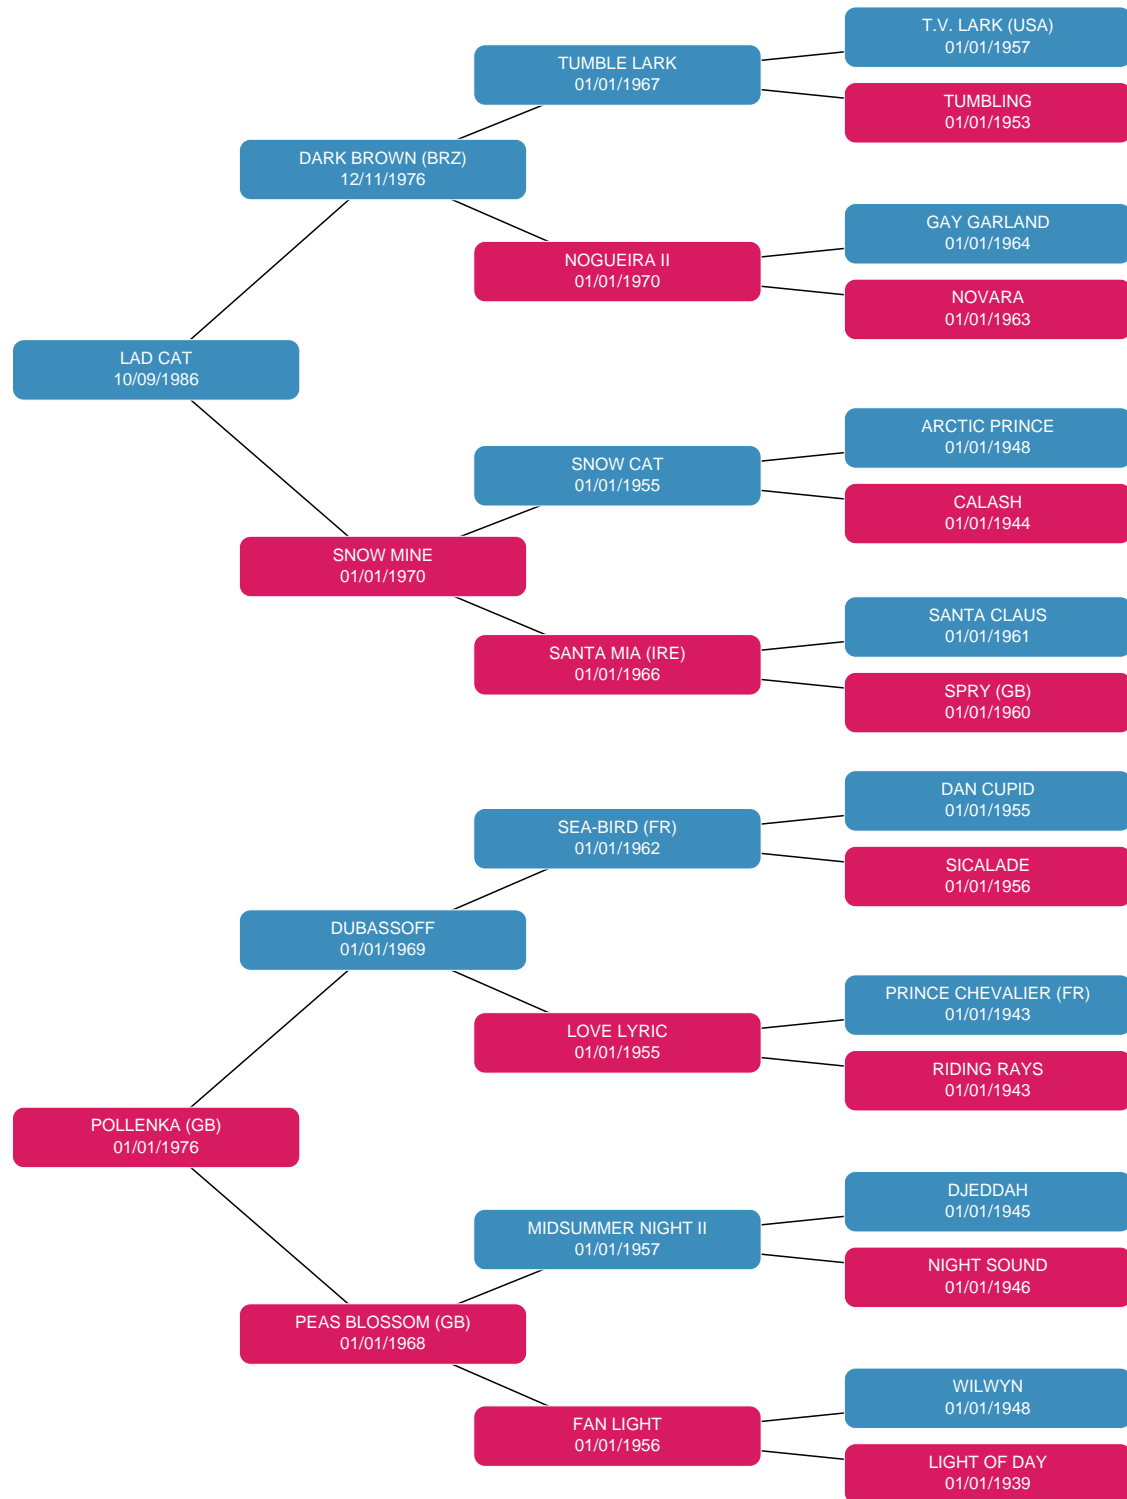 T.V. LARK (USA)
01/01/1957
TUMBLE LARK
01/01/1967
TUMBLING
01/01/1953
DARK BROWN (BRZ)
12/11/1976
GAY GARLAND
01/01/1964
NOGUEIRA II
01/01/1970
NOVARA
01/01/1963
LAD CAT
10/09/1986
ARCTIC PRINCE
01/01/1948
SNOW CAT
01/01/1955
CALASH
01/01/1944
SNOW MINE
01/01/1970
SANTA CLAUS
01/01/1961
SANTA MIA (IRE)
01/01/1966
SPRY (GB)
01/01/1960
DAN CUPID
01/01/1955
SEA-BIRD (FR)
01/01/1962
SICALADE
01/01/1956
DUBASSOFF
01/01/1969
PRINCE CHEVALIER (FR)
01/01/1943
LOVE LYRIC
01/01/1955
RIDING RAYS
01/01/1943
POLLENKA (GB)
01/01/1976
DJEDDAH
01/01/1945
MIDSUMMER NIGHT II
01/01/1957
NIGHT SOUND
01/01/1946
PEAS BLOSSOM (GB)
01/01/1968
WILWYN
01/01/1948
FAN LIGHT
01/01/1956
LIGHT OF DAY
01/01/1939